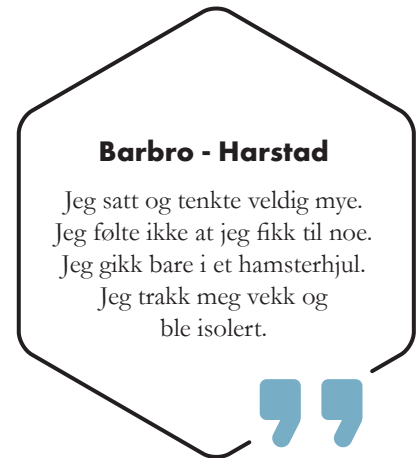 Barbro - Harstad
Jeg satt og tenkte veldig mye.
Jeg følte ikke at jeg fikk til noe.
Jeg gikk bare i et hamsterhjul.
Jeg trakk meg vekk og
ble isolert.